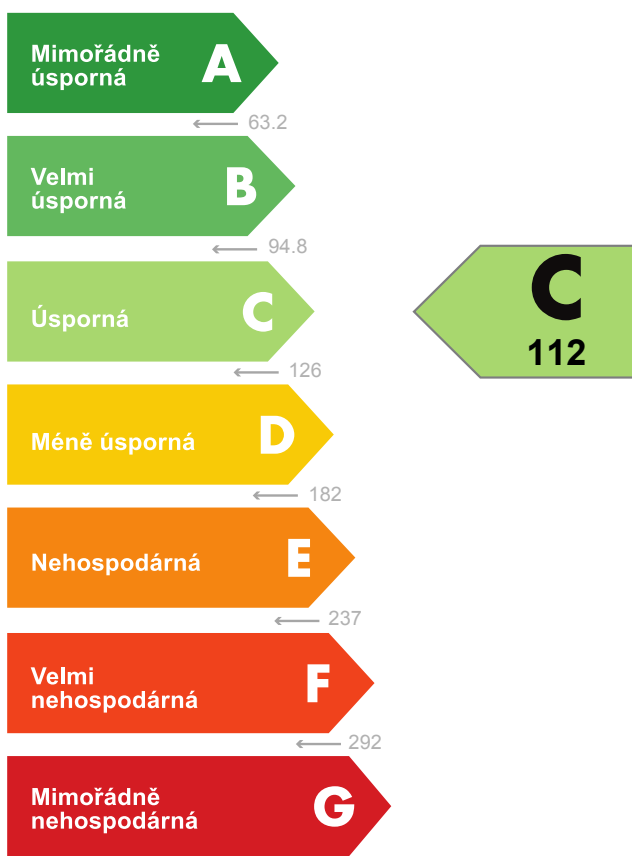 Mimořádně
úsporná
A
63.2
Velmi
úsporná
B
94.8
Úsporná
C
126
C
112
Méně úsporná
D
182
Nehospodárná
E
237
Velmi
nehospodárná
F
292
Mimořádně
nehospodárná
G